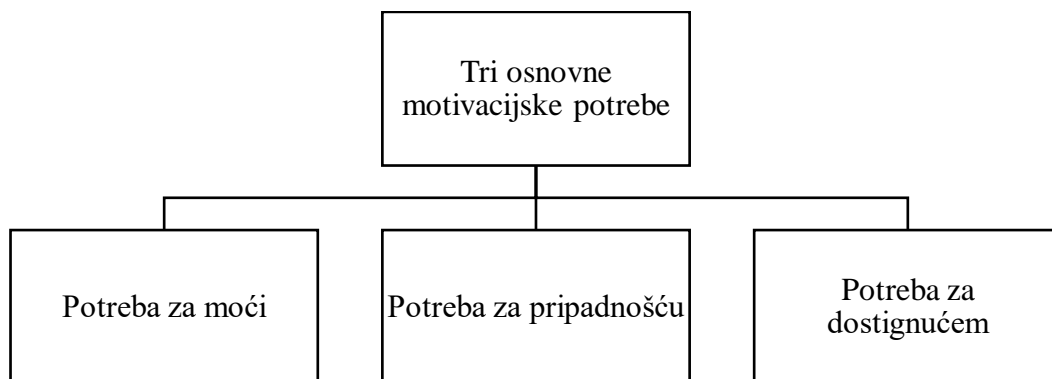 Tri osnovne
motivacijske potrebe
Potreba za moći
Potreba za pripadnošću
Potreba za
dostignućem